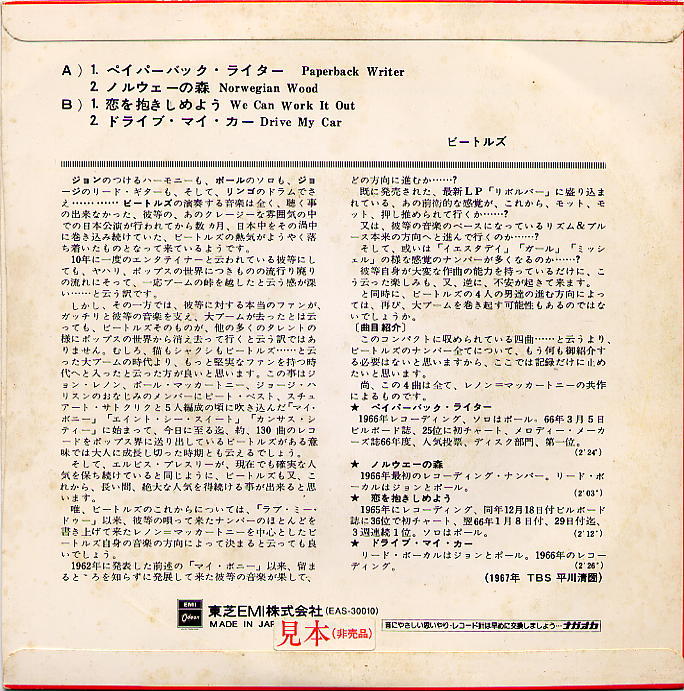 A) 1. ペイパーバック・ライター Paperback Writer
2. ノルウェーの森 Norwegian Wood
B) 1. 恋を抱きしめよう We Can Work It Out
2. ドライブ・マイ・カー Drive My Car
ビートルズ
ジョンのつけるハーモニーも、ポールのソロも、ジョ
ージのリード・ギターも、そして、リンゴのドラムでさ
え……… ビートルズの演奏する音楽は全く、聴く事
の出来なかった、彼等の、あのクレージーな雰囲気の中
での日本公演が行われてから数カ月、日本中をその渦中
に巻き込み続けていた、ビートルズの熱気がようやく落
ち着いたものとなって来ているようです。
10年に一度のエンタテイナーと云われている彼等にし
ても、ヤハリ、ポップスの世界につきものの流行り廃り
の流れにそって、一応ブームの峠を越したと云う感が深
い……と云う訳です。
しかし、その一方では、彼等に対する本当のファンが、
ガッチリと彼等の音楽を支え、大ブームが去ったとは云
っても、ビートルズそのものが、他の多くのタレントの
様にポップスの世界から消え去って行くと云う訳ではあ
りません。むしろ、猫もシャクシもビートルズ……と云
った大ブームの時代より、もっと堅実なファンを持つ時
代へと入ったと云った方が良いと思います。この事はジ
ョン・レノン、ポール・マッカートニー、ジョージ・ハ
リスンのおなじみのメンバーにピート・ベスト、スチュ
アート・サトクリクと5人編成の頃に吹き込んだ「マイ・
ボニー」「エイント・シー・スイート」「カンサス・シ
ティー」に始まって、今日に至る迄、約、130 曲のレコ
ードをポップス界に送り出しているビートルズがある意
味では大人に成長し切った時期とも云えるでしょう。
そして、エルビス・プレスリーが、現在でも確実な人
気を保ち続けていると同じように、ビートルズも又、こ
れから、長い間、絶大な人気を得続ける事が出来ると思
います。
唯、ビートルズのこれからについては、「ラブ・ミー・
ドゥー」以来、彼等の唄って来たナンバーのほとんどを
書き上げて来たレノン＝マッカートニーを中心としたビ
ートルズ自身の音楽の方向によって決まると云っても良
いでしょう。
1962年に発表した前述の「マイ・ボニー」以来、留ま
るところを知らずに発展して来た彼等の音楽が果して、
どの方向に進むか……？
既に発売された、最新LP「リボルバー」に盛り込ま
れている、あの前衛的な感覚が、これから、モット、モ
ット、押し進められて行くか……？
又は、彼等の音楽のベースになっているリズム＆ブル
ース本来の方向へと進んで行くのか……？
そして、或いは「イエスタデイ」「ガール」「ミッシ
ェル」の様な感覚のナンバーが多くなるのか……？
彼等自身が大変な作曲の能力を持っているだけに、こ
う云った楽しみも、又、逆に、不安が起きて来ます。
と同時に、ビートルズの4人の男達の進む方向によっ
ては、再び、大ブームを巻き起す可能性もあるのではな
いでしょうか。
〔曲目紹介〕
このコンパクトに収められている四曲……と云うより、
ビートルズのナンバー全てについて、もう何も御紹介す
る必要はないと思いますから、ここでは記録だけに止め
たいと思います。
尚、この4曲は全て、レノン＝マッカートニーの共作
によるものです。
★ ペイパーバック・ライター
1966年レコーディング、ソロはポール。66年3月5日
ビルボード誌、25位に初チャート、メロディー・メーカ
ーズ誌66年度、人気投票、ディスク部門、第一位。
(2′24″)
★ ノルウェーの森
1966年最初のレコーディング・ナンバー。リード・ボ
ーカルはジョンとポール。 (2′03″)
★ 恋を抱きしめよう
1965年にレコーディング、同年12月18日付ビルボード
誌に36位で初チャート、翌66年1月8日付、29日付迄、
3週連続1位。ソロはポール。 (2′12″)
★ ドライブ・マイ・カー
リード・ボーカルはジョンとポール。1966年のレコー
ディング。 (2′26″)
(1967年 TBS 平川清圀)
EMI
Odeon
東芝EMI株式会社 (EAS-30010)
MADE IN JAP
見本(非売品)
音にやさしい思いやり・レコード針は早めに交換しましょう…ナガオカ